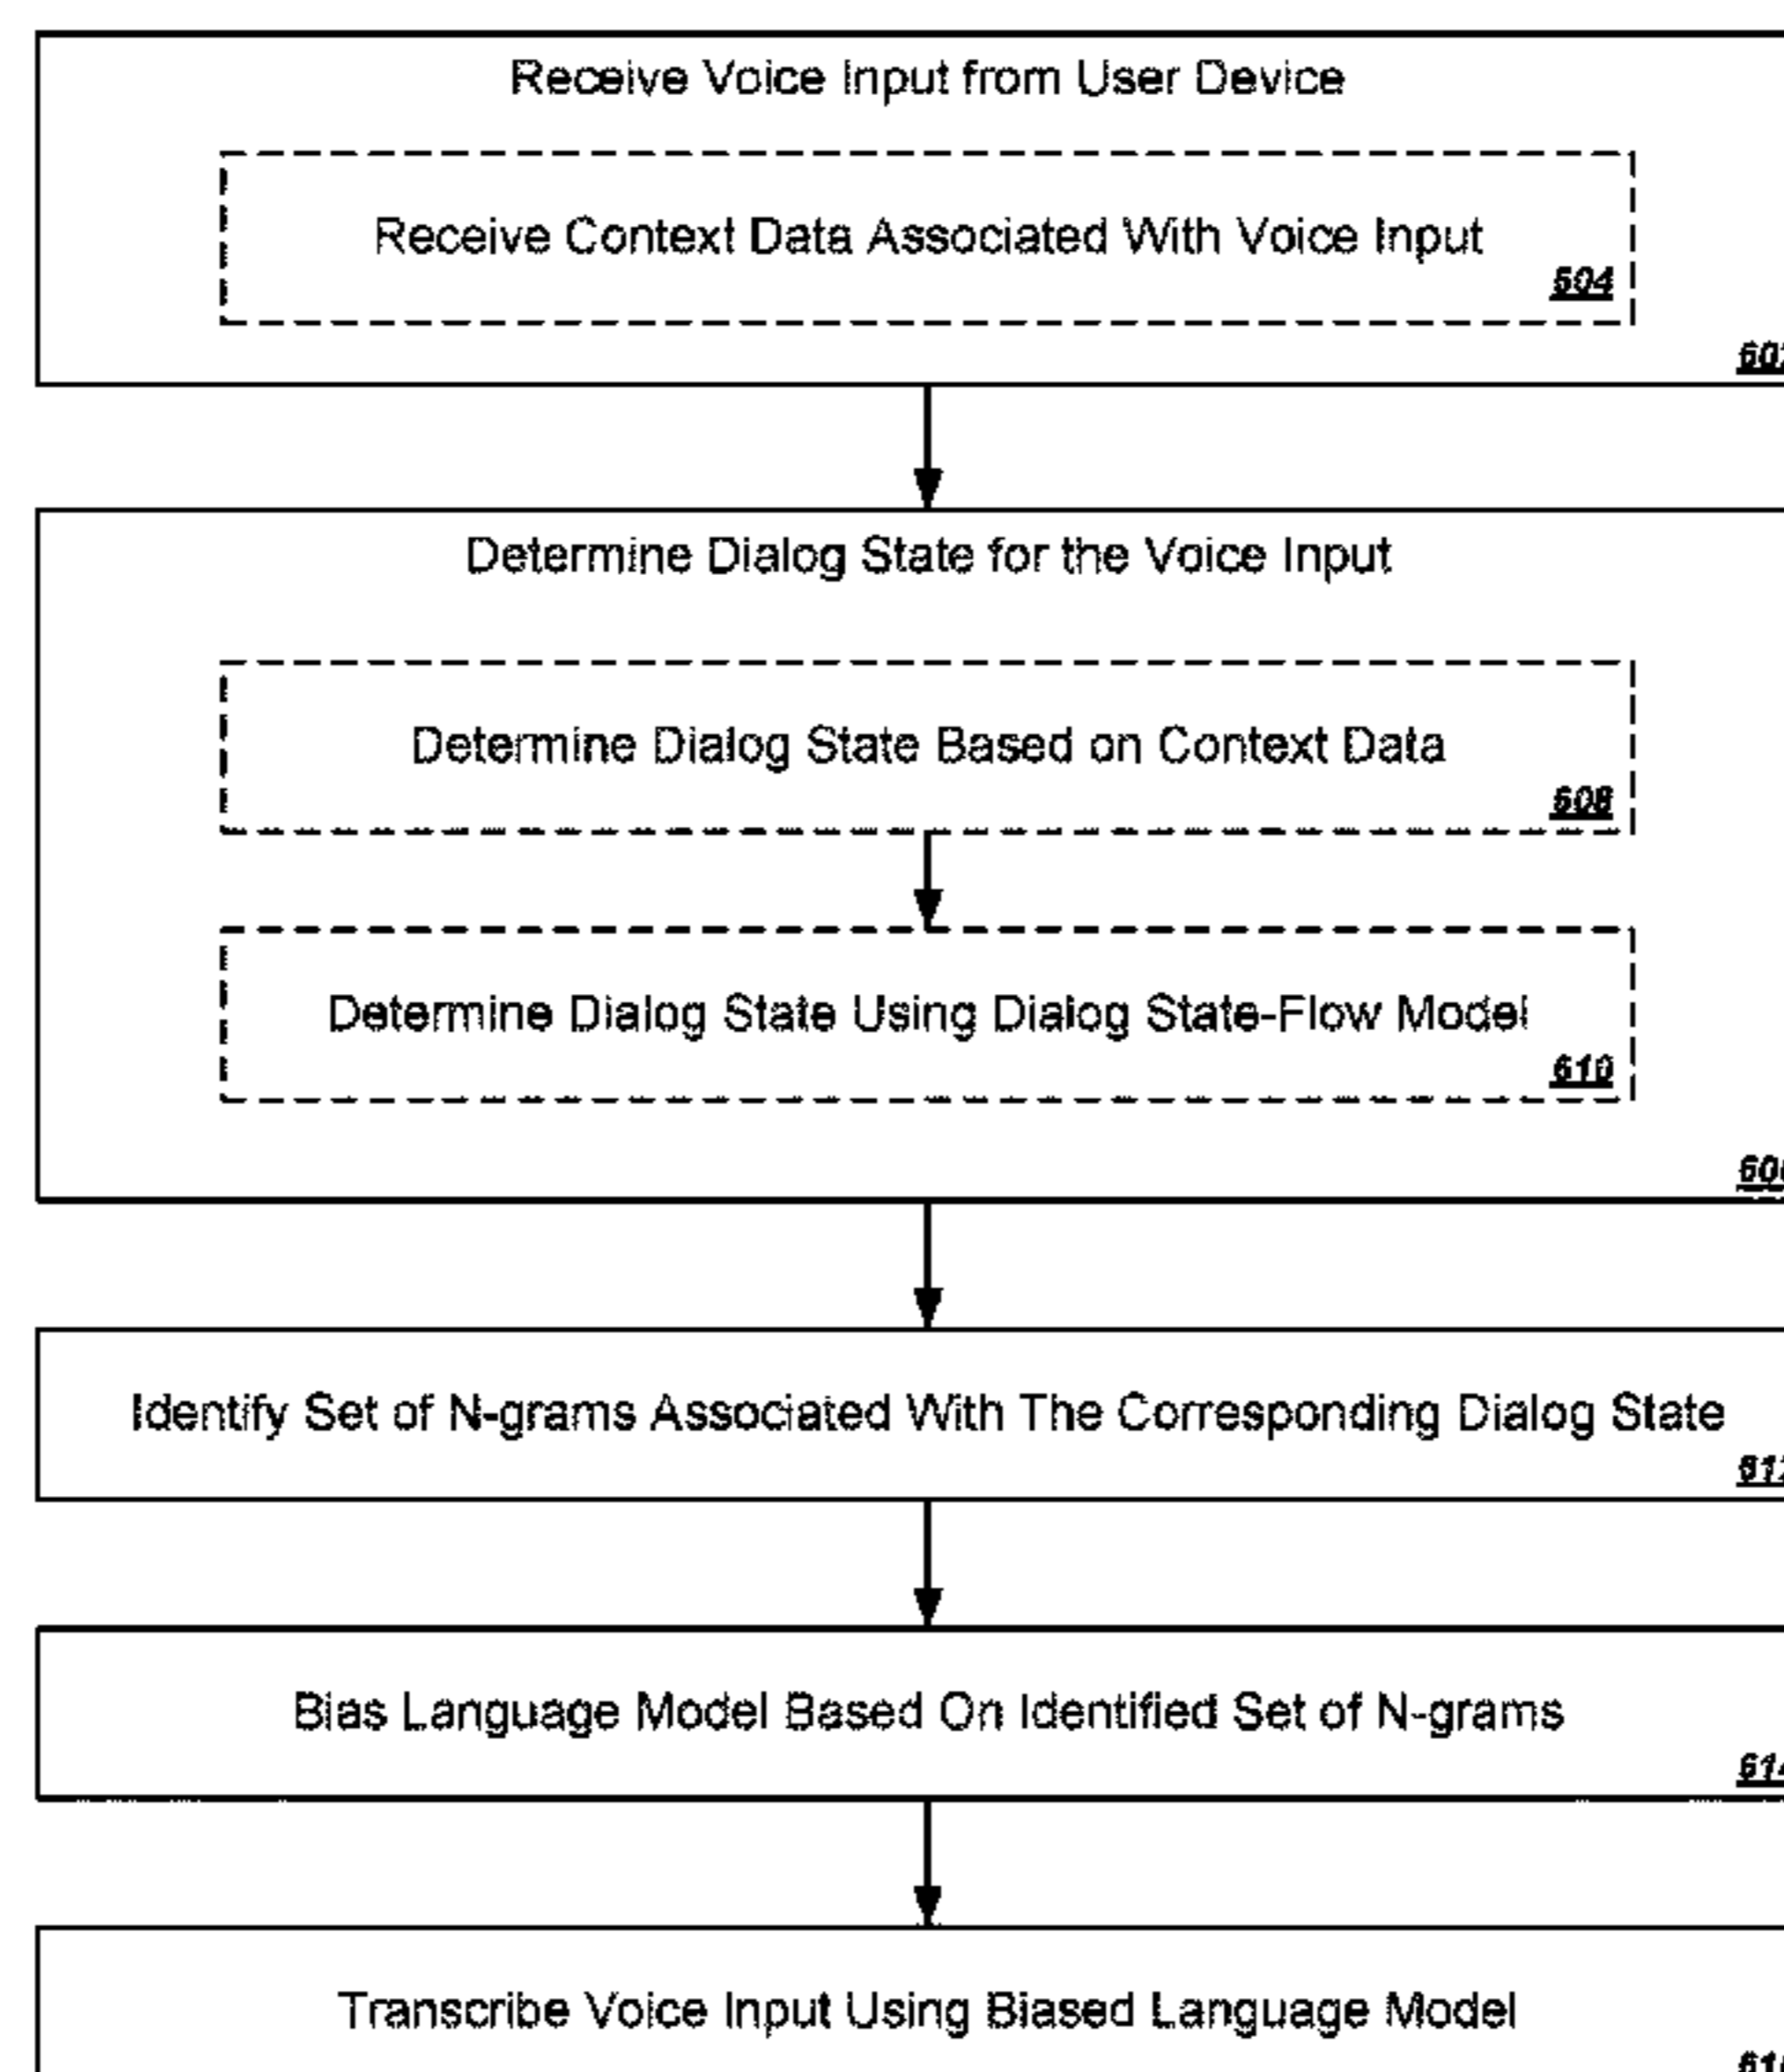 Receive Voice Input from User Device
Receive Context Data Associated With Voice Input
604
Determine Dialog State for the Voice Input
Determine Dialog State Based on Context Data
608
Determine Dialog State Using Dialog State-Flow Model
610
Identify Set of N-grams Associated With The Corresponding Dialog State
Bias Language Model Based On Identified Set of N-grams
Transcribe Voice Input Using Biased Language Model